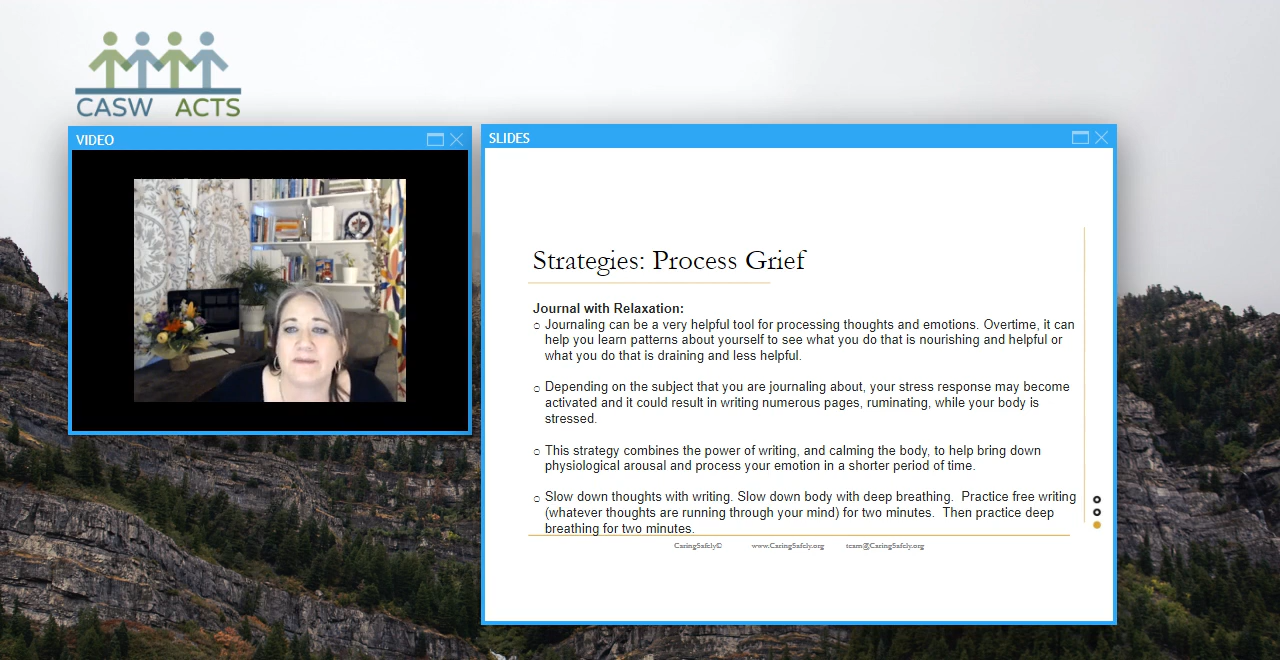 CASW ACTS
VIDEO
SLIDES
Strategies: Process Grief
Journal with Relaxation:
○ Journaling can be a very helpful tool for processing thoughts and emotions. Overtime, it can
help you learn patterns about yourself to see what you do that is nourishing and helpful or
what you do that is draining and less helpful.
○ Depending on the subject that you are journaling about, your stress response may become
activated and it could result in writing numerous pages, ruminating, while your body is
stressed.
○ This strategy combines the power of writing, and calming the body, to help bring down
physiological arousal and process your emotion in a shorter period of time.
○ Slow down thoughts with writing. Slow down body with deep breathing.  Practice free writing
(whatever thoughts are running through your mind) for two minutes.  Then practice deep
breathing for two minutes.
CaringSafely© www.CaringSafely.org team@CaringSafely.org